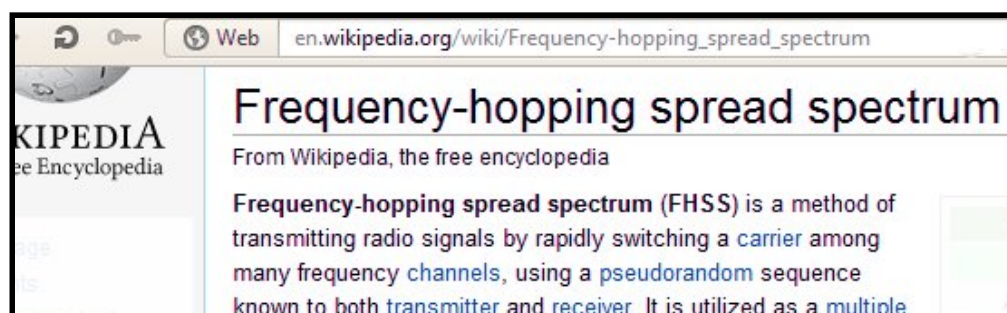 Web en.wikipedia.org/wiki/Frequency-hopping_spread_spectrum
Frequency-hopping spread spectrum
KIPEDIA
ee Encyclopedia
From Wikipedia, the free encyclopedia
Frequency-hopping spread spectrum (FHSS) is a method of
transmitting radio signals by rapidly switching a carrier among
many frequency channels, using a pseudorandom sequence
known to both transmitter and receiver. It is utilized as a multiple
age
ts